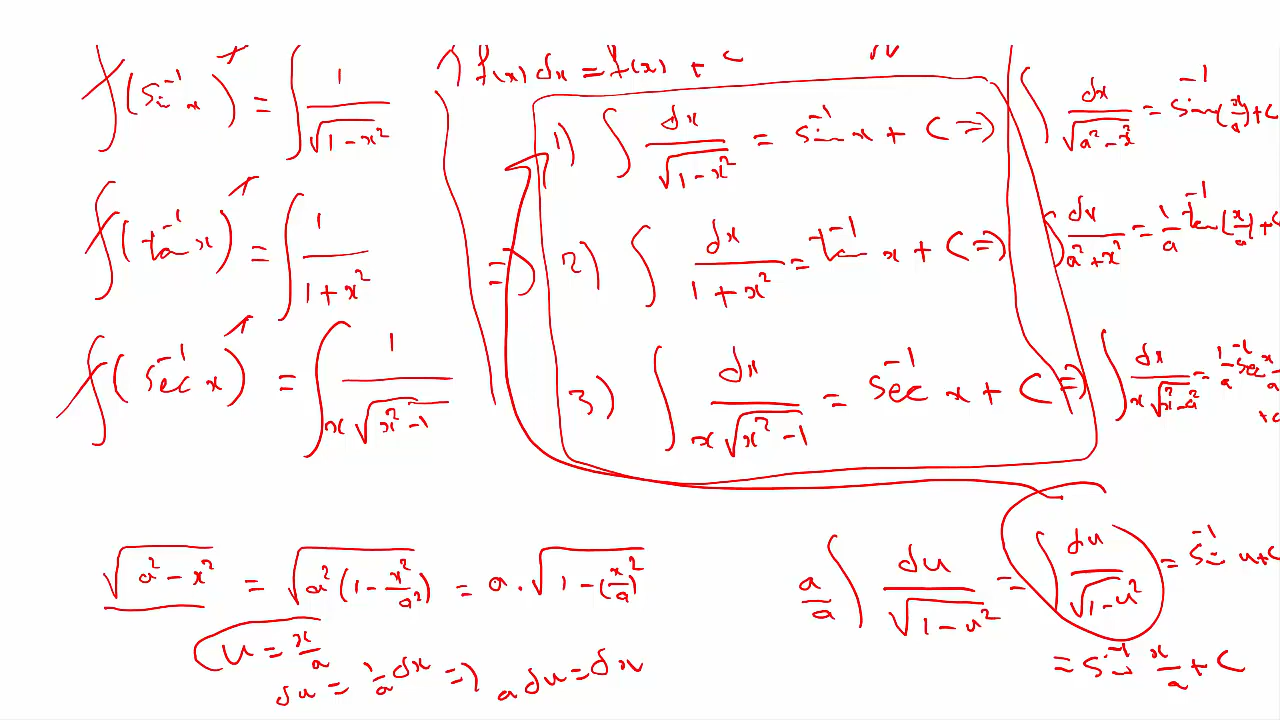 ∫(sin⁻¹x)' = ∫ 1/√(1-x²)
∫(tan⁻¹x)' = ∫ 1/(1+x²)
∫(sec⁻¹x)' = ∫ 1/(x√(x²-1))
f'(x) dx = f(x) + C
1) ∫ dx/√(1-x²) = sin⁻¹x + C ⇒ ∫ dx/√(a²-x²) = sin⁻¹(x/a) + C
⇒ 2) ∫ dx/(1+x²) = tan⁻¹x + C ⇒ ∫ dx/(a²+x²) = 1/a tan⁻¹(x/a) + C
3) ∫ dx/(x√(x²-1)) = sec⁻¹x + C ⇒ ∫ dx/(x√(x²-a²)) = 1/a sec⁻¹ x/a + C
√(a²-x²) = √(a²(1-x²/a²)) = a·√(1-(x/a)²)
u = x/a
du = 1/a dx ⇒ a du = dx
a/a ∫ du/√(1-u²) = ∫ du/√(1-u²) = sin⁻¹u + C
= sin⁻¹ x/a + C